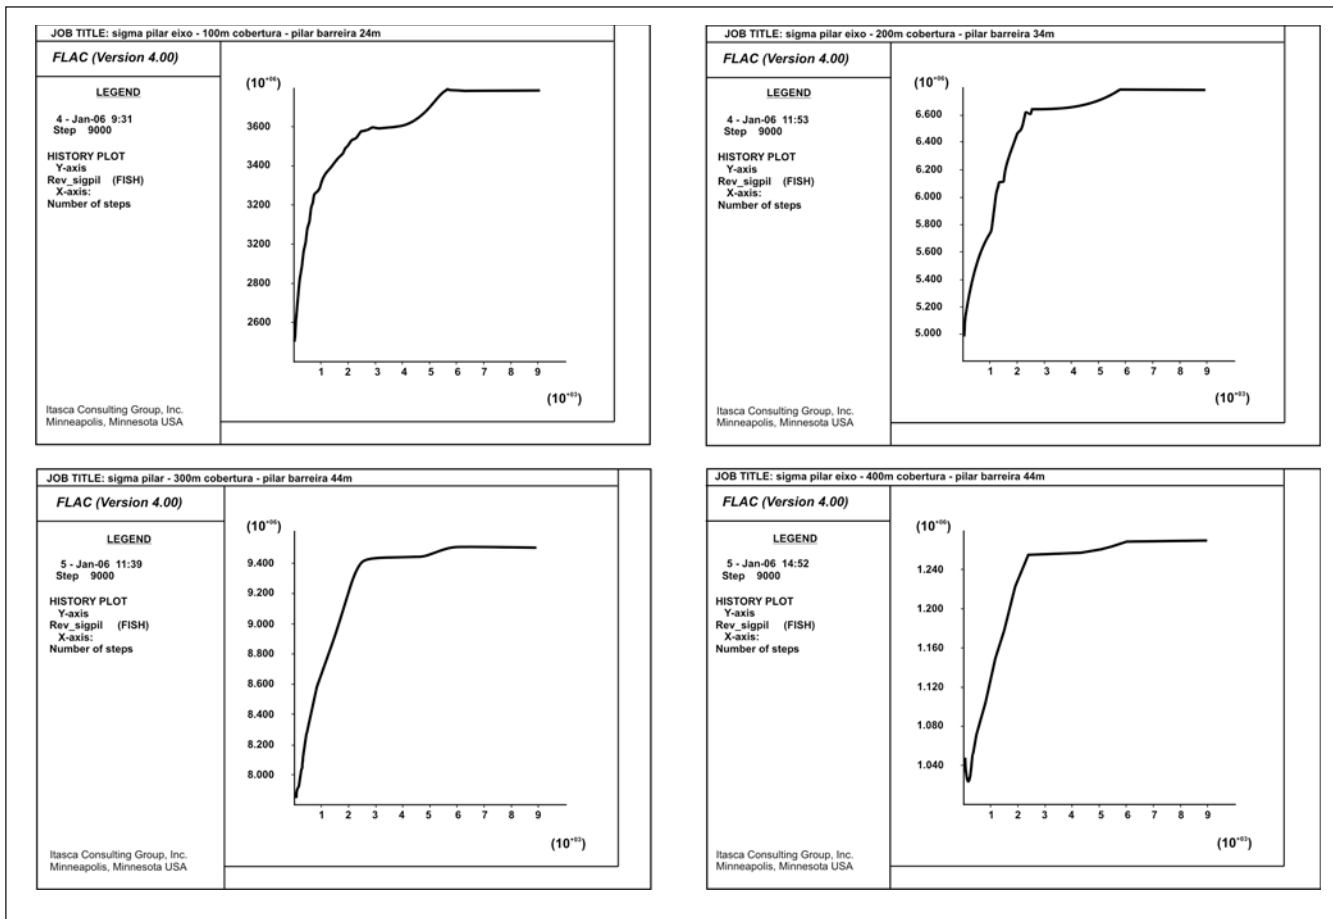 JOB TITLE: sigma pilar eixo - 100m cobertura - pilar barreira 24m
FLAC (Version 4.00)
LEGEND
4 - Jan-06 9:31
Step 9000
HISTORY PLOT
Y-axis
Rev_sigpil (FISH)
X-axis:
Number of steps
Itasca Consulting Group, Inc.
Minneapolis, Minnesota USA
(10⁺⁰⁶)
3600
3400
3200
3200
2800
2600
1 2 3 4 5 6 7 8 9
(10⁺⁰³)
JOB TITLE: sigma pilar eixo - 200m cobertura - pilar barreira 34m
FLAC (Version 4.00)
LEGEND
4 - Jan-06 11:53
Step 9000
HISTORY PLOT
Y-axis
Rev_sigpil (FISH)
X-axis:
Number of steps
Itasca Consulting Group, Inc.
Minneapolis, Minnesota USA
(10⁺⁰⁶)
6.600
6.400
6.200
6.000
5.800
5.600
5.400
5.200
5.000
1 2 3 4 5 6 7 8 9
(10⁺⁰³)
JOB TITLE: sigma pilar - 300m cobertura - pilar barreira 44m
FLAC (Version 4.00)
LEGEND
5 - Jan-06 11:39
Step 9000
HISTORY PLOT
Y-axis
Rev_sigpil (FISH)
X-axis:
Number of steps
Itasca Consulting Group, Inc.
Minneapolis, Minnesota USA
(10⁺⁰⁶)
9.400
9.200
9.000
8.800
8.600
8.400
8.200
8.000
1 2 3 4 5 6 7 8 9
(10⁺⁰³)
JOB TITLE: sigma pilar eixo - 400m cobertura - pilar barreira 44m
FLAC (Version 4.00)
LEGEND
5 - Jan-06 14:52
Step 9000
HISTORY PLOT
Y-axis
Rev_sigpil (FISH)
X-axis:
Number of steps
Itasca Consulting Group, Inc.
Minneapolis, Minnesota USA
(10⁺⁰⁶)
1.240
1.200
1.160
1.120
1.080
1.040
1 2 3 4 5 6 7 8 9
(10⁺⁰³)